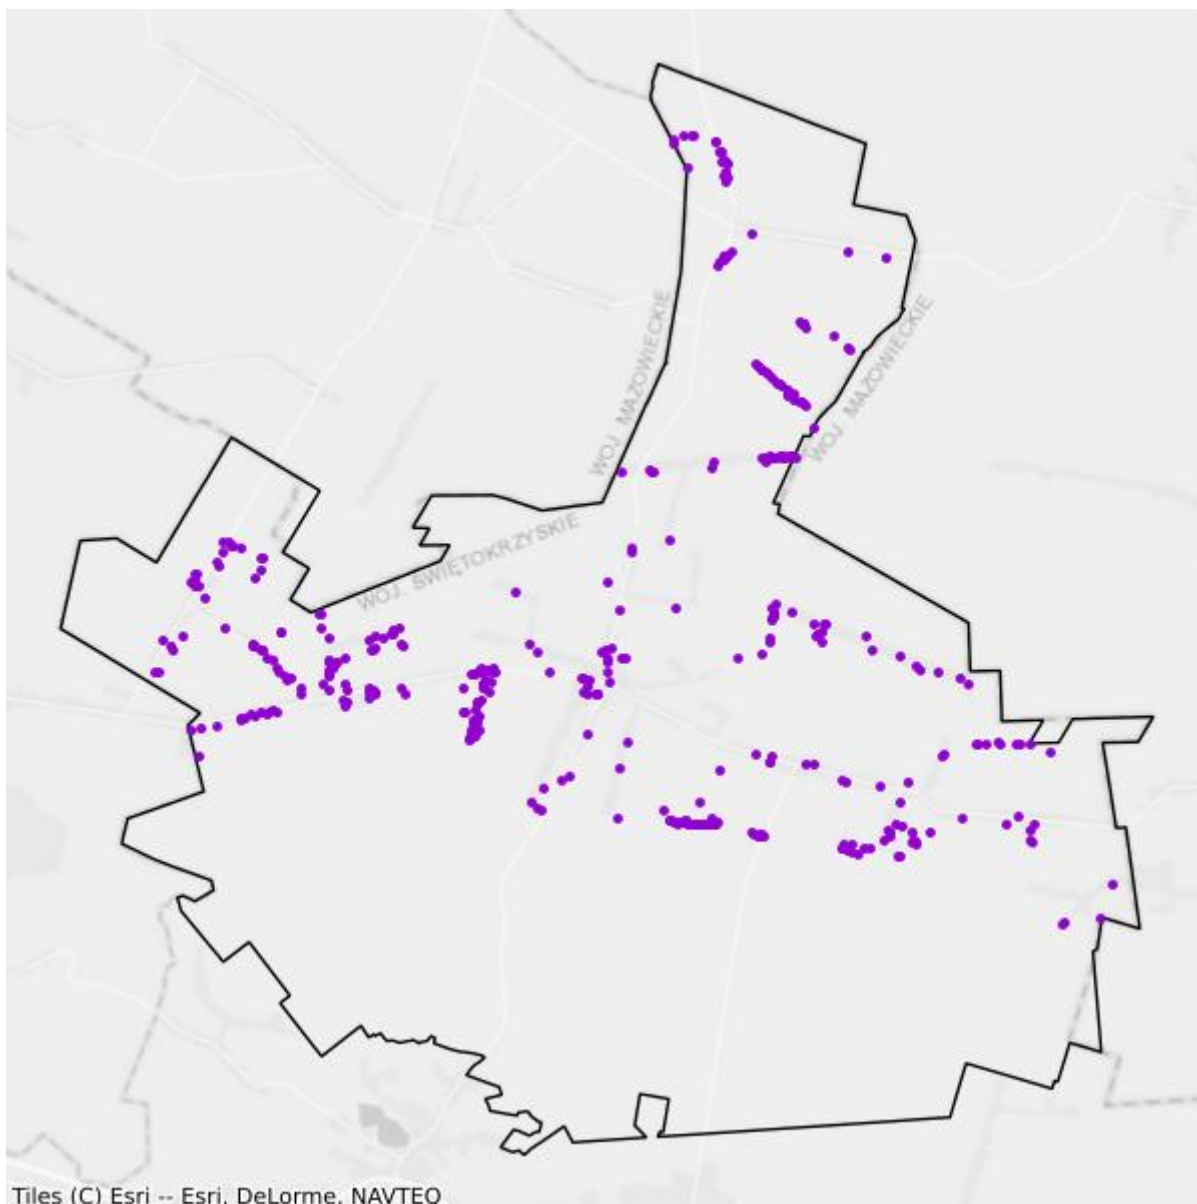 WOJ. MAZOWIECKIE
WOJ. MAZOWIECKIE
WOJ. ŚWIĘTOKRZYSKIE
Tiles (C) Esri -- Esri, DeLorme, NAVTEQ